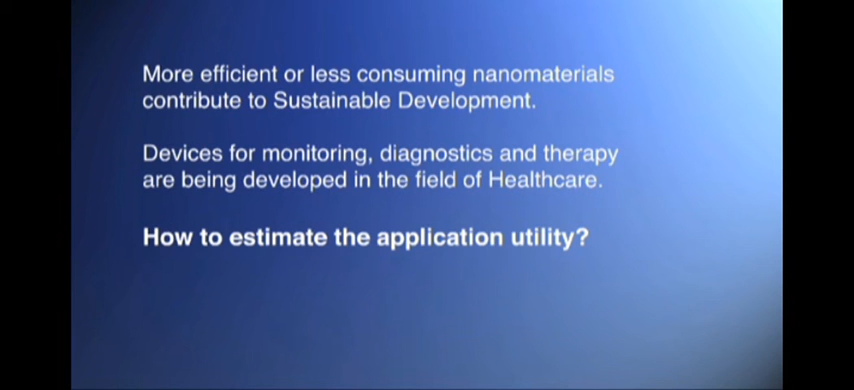 More efficient or less consuming nanomaterials
contribute to Sustainable Development.
Devices for monitoring, diagnostics and therapy
are being developed in the field of Healthcare.
How to estimate the application utility?